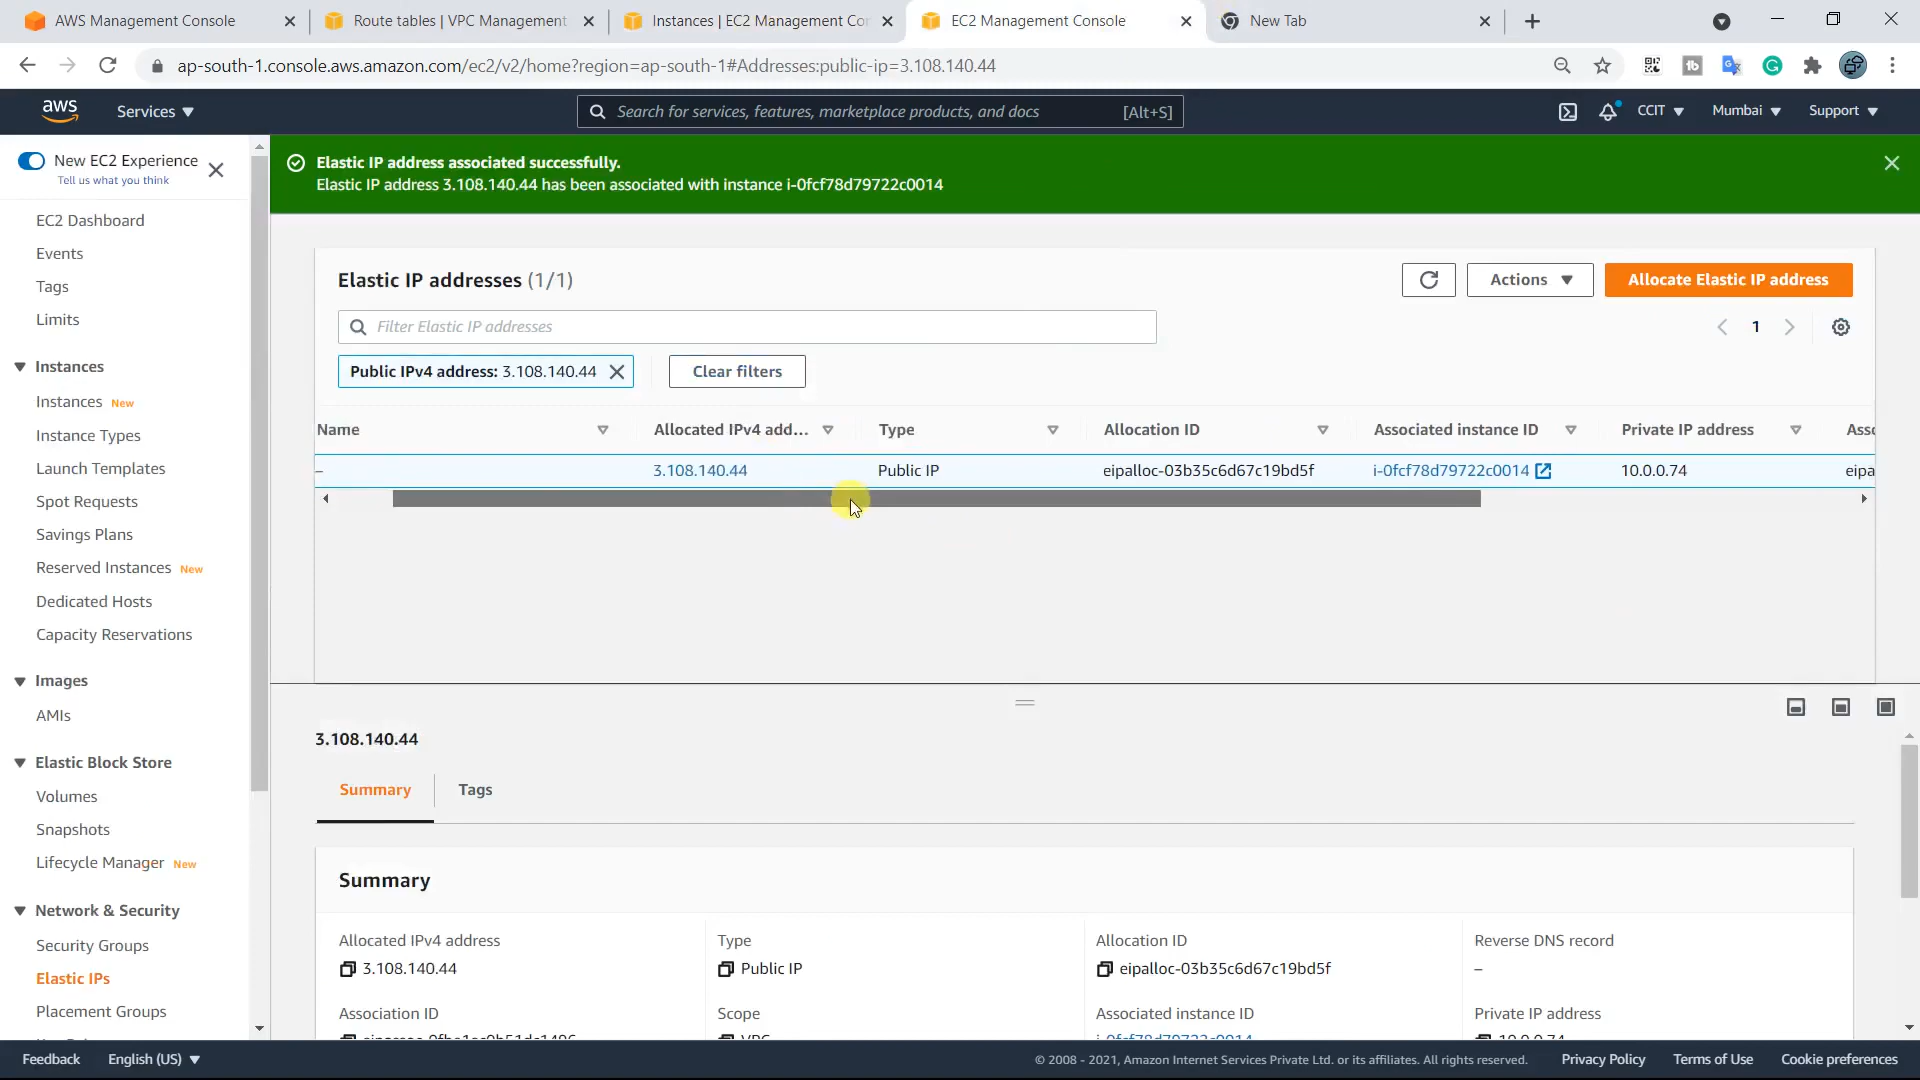 AWS Management Console
Route tables | VPC Management
Instances | EC2 Management Con
EC2 Management Console
New Tab
ap-south-1.console.aws.amazon.com/ec2/v2/home?region=ap-south-1#Addresses:public-ip=3.108.140.44
aws
Services
Search for services, features, marketplace products, and docs
[Alt+S]
CCIT
Mumbai
Support
New EC2 Experience
Tell us what you think
EC2 Dashboard
Events
Tags
Limits
Instances
Instances New
Instance Types
Launch Templates
Spot Requests
Savings Plans
Reserved Instances New
Dedicated Hosts
Capacity Reservations
Images
AMIs
Elastic Block Store
Volumes
Snapshots
Lifecycle Manager New
Network & Security
Security Groups
Elastic IPs
Placement Groups
Elastic IP address associated successfully.
Elastic IP address 3.108.140.44 has been associated with instance i-0fcf78d79722c0014
Elastic IP addresses (1/1)
Actions
Allocate Elastic IP address
Filter Elastic IP addresses
1
Public IPv4 address: 3.108.140.44
Clear filters
Name
Allocated IPv4 add...
Type
Allocation ID
Associated instance ID
Private IP address
Asso
–
3.108.140.44
Public IP
eipalloc-03b35c6d67c19bd5f
i-0fcf78d79722c0014
10.0.0.74
eipa
3.108.140.44
Summary
Tags
Summary
Allocated IPv4 address
Type
Allocation ID
Reverse DNS record
3.108.140.44
Public IP
eipalloc-03b35c6d67c19bd5f
–
Association ID
Scope
Associated instance ID
Private IP address
VPC
i-0fcf78d79722c0014
10.0.0.74
Feedback
English (US)
© 2008 - 2021, Amazon Internet Services Private Ltd. or its affiliates. All rights reserved.
Privacy Policy
Terms of Use
Cookie preferences